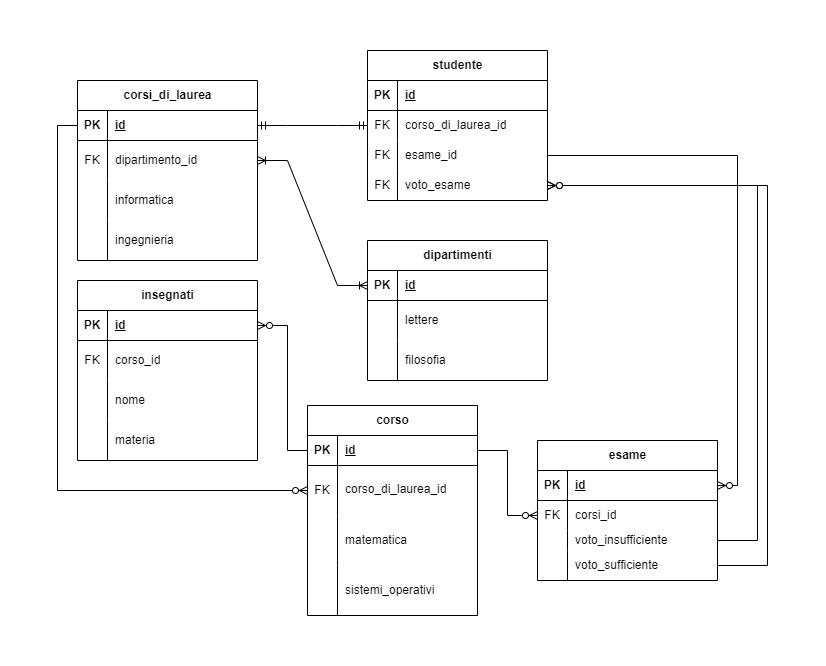 studente
PK id
FK corso_di_laurea_id
FK esame_id
FK voto_esame
corsi_di_laurea
PK id
FK dipartimento_id
informatica
ingegnieria
dipartimenti
PK id
lettere
filosofia
insegnati
PK id
FK corso_id
nome
materia
corso
PK id
FK corso_di_laurea_id
matematica
sistemi_operativi
esame
PK id
FK corsi_id
voto_insufficiente
voto_sufficiente